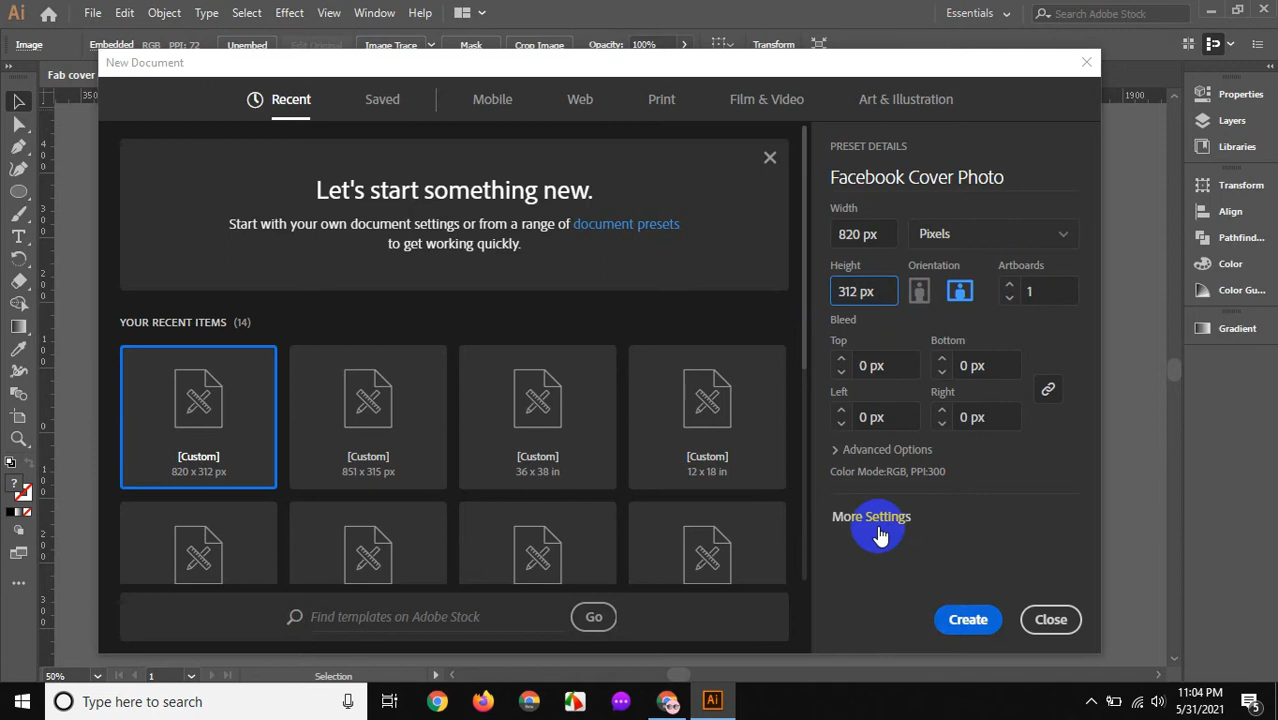 Ai File Edit Object Type Select Effect View Window Help Essentials Search Adobe Stock
Image Embedded RGB PPI: 72 Unembed Edit Original Image Trace Mask Crop Image Opacity: 100% Transform
New Document
Fab cover
Recent Saved Mobile Web Print Film & Video Art & Illustration
350 1900
Let's start something new.
Start with your own document settings or from a range of document presets
to get working quickly.
YOUR RECENT ITEMS (14)
[Custom] [Custom] [Custom] [Custom]
820 x 312 px 851 x 315 px 36 x 38 in 12 x 18 in
Find templates on Adobe Stock Go
PRESET DETAILS
Facebook Cover Photo
Width
820 px Pixels
Height Orientation Artboards
312 px 1
Bleed
Top Bottom
0 px 0 px
Left Right
0 px 0 px
Advanced Options
Color Mode:RGB, PPI:300
More Settings
Create Close
Properties
Layers
Libraries
Transform
Align
Pathfind...
Color
Color Gu...
Gradient
50% 1 Selection
Type here to search
Ai
11:04 PM
5/31/2021
5